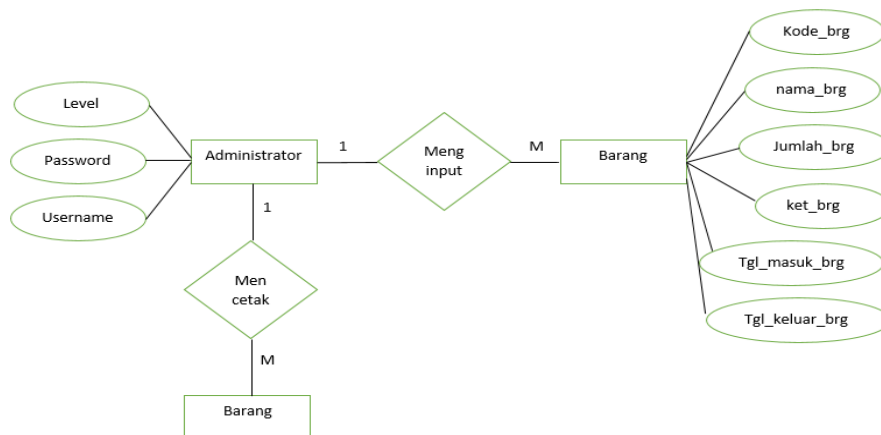 Kode_brg
nama_brg
Level
Administrator
1
Meng
input
M
Barang
Jumlah_brg
Password
ket_brg
Username
1
Men
cetak
Tgl_masuk_brg
Tgl_keluar_brg
M
Barang